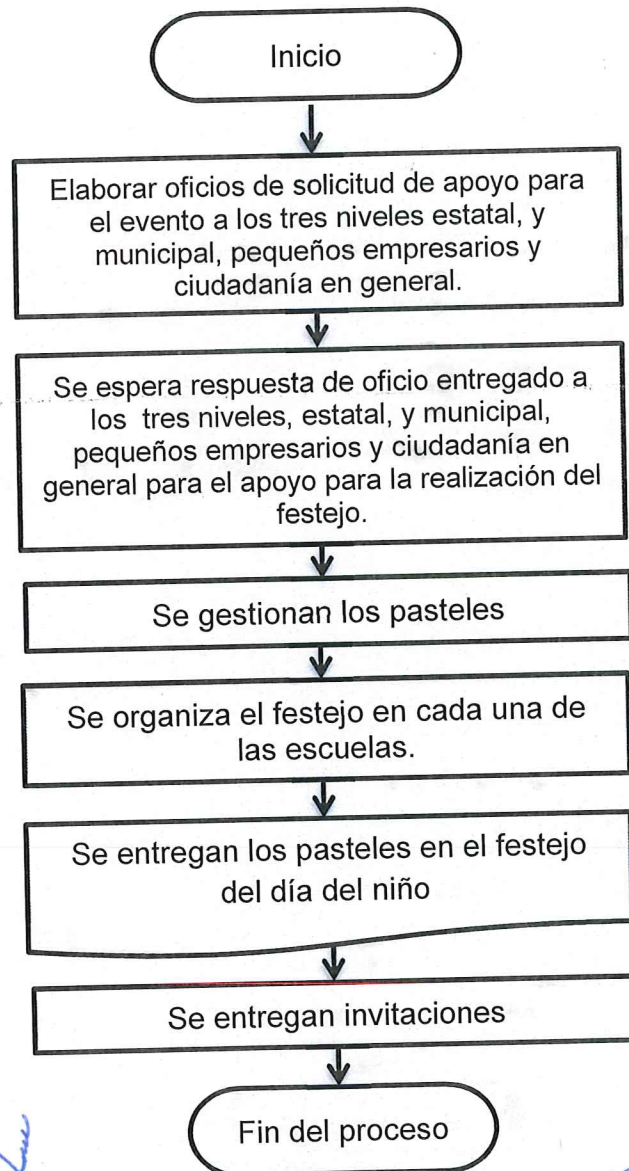 Inicio
Elaborar oficios de solicitud de apoyo para
el evento a los tres niveles estatal, y
municipal, pequeños empresarios y
ciudadanía en general.
Se espera respuesta de oficio entregado a
los tres niveles, estatal, y municipal,
pequeños empresarios y ciudadanía en
general para el apoyo para la realización del
festejo.
Se gestionan los pasteles
Se organiza el festejo en cada una de
las escuelas.
Se entregan los pasteles en el festejo
del día del niño
Se entregan invitaciones
Fin del proceso